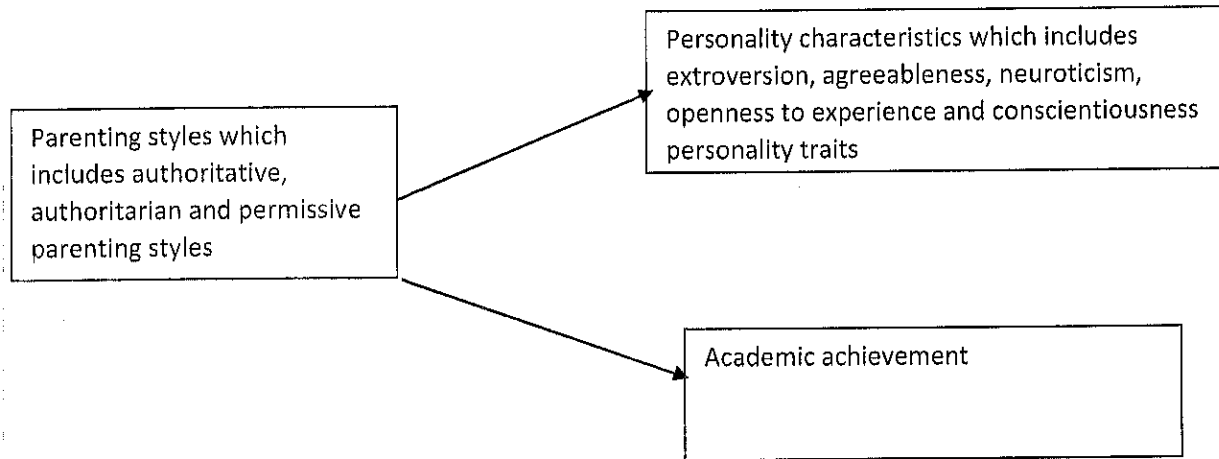 Personality characteristics which includes
extroversion, agreeableness, neuroticism,
openness to experience and conscientiousness
personality traits
Parenting styles which
includes authoritative,
authoritarian and permissive
parenting styles
Academic achievement